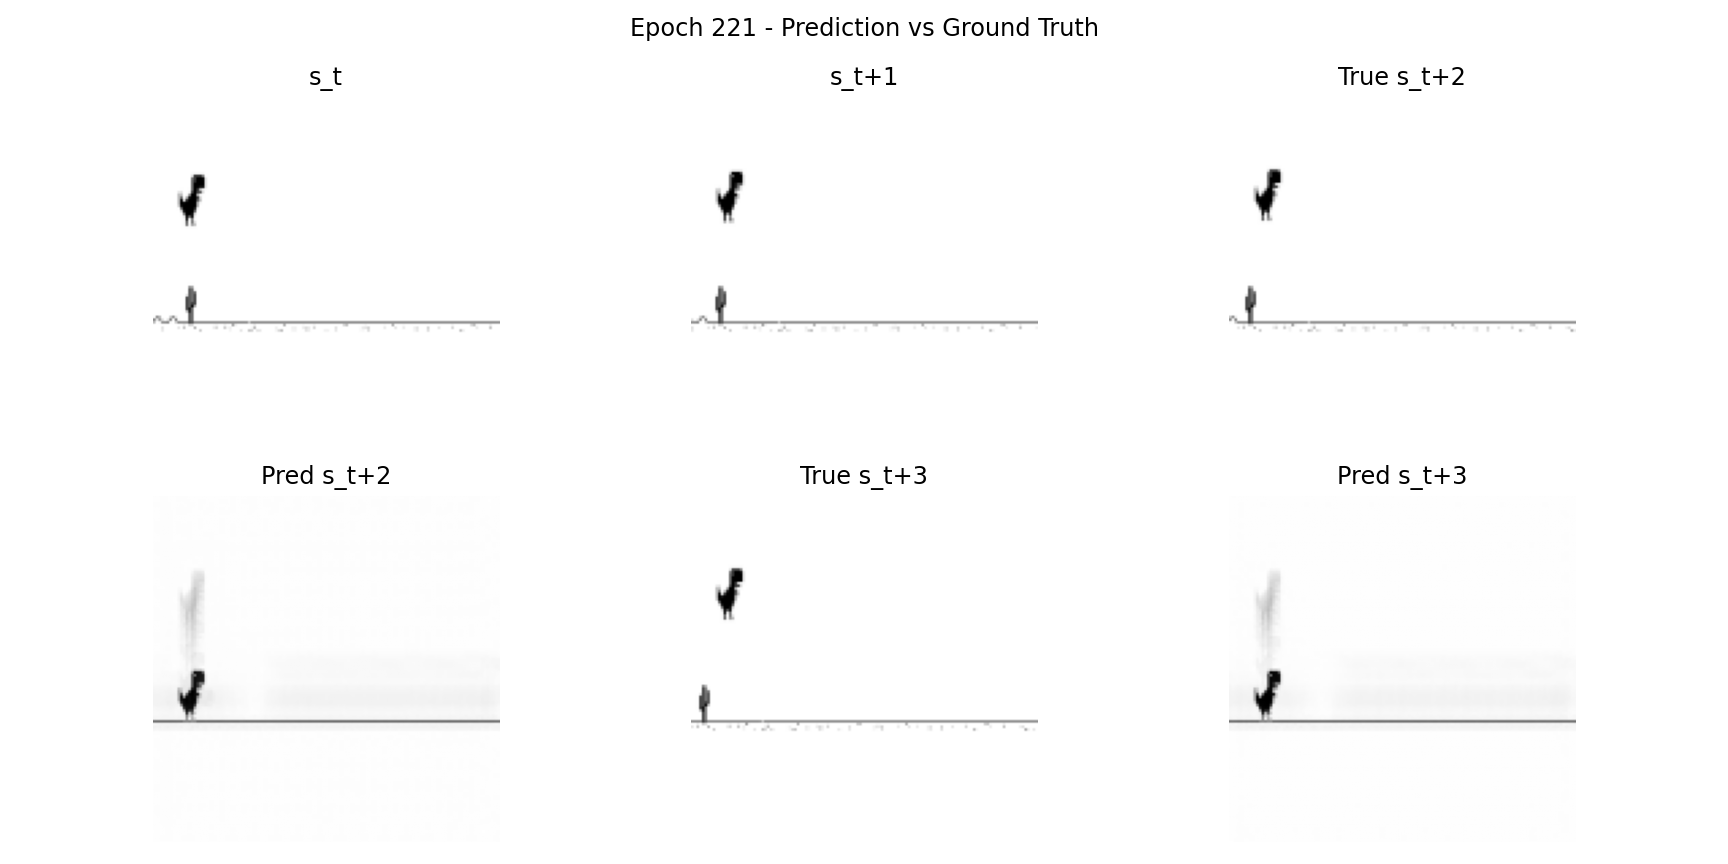 Epoch 221 - Prediction vs Ground Truth
s_t
s_t+1
True s_t+2
Pred s_t+2
True s_t+3
Pred s_t+3